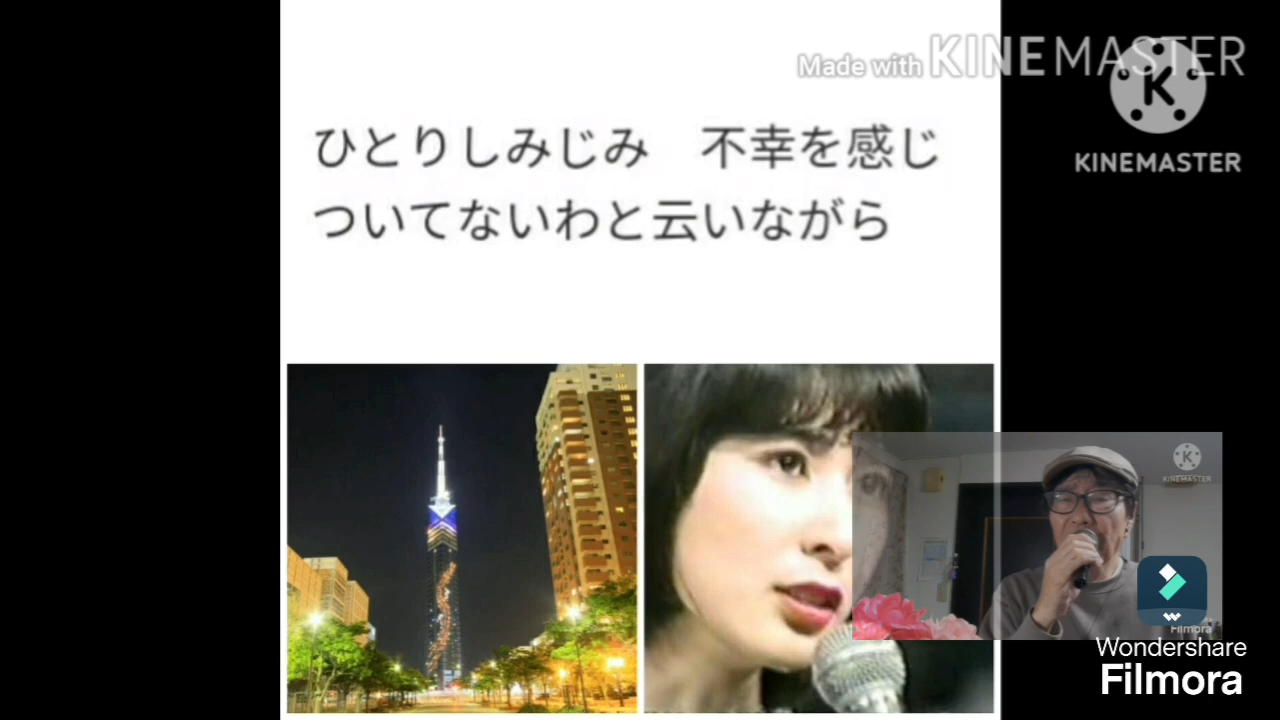 Made with KINEMASTER
K
KINEMASTER
ひとりしみじみ　不幸を感じ
ついてないわと云いながら
K
KINEMASTER
Filmora
Wondershare
Filmora